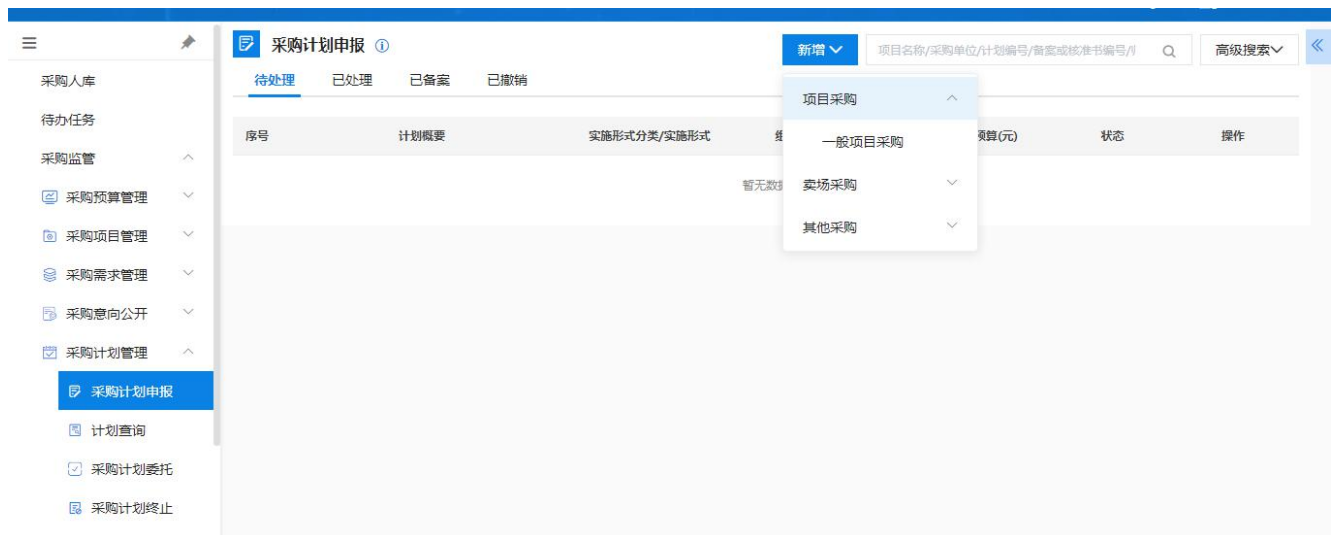 采购计划申报
新增
项目名称/采购单位/计划编号/备案或核准书编号/
高级搜索
采购人库
待办任务
采购监管
采购预算管理
采购项目管理
采购需求管理
采购意向公开
采购计划管理
采购计划申报
计划查询
采购计划委托
采购计划终止
待处理 已处理 已备案 已撤销
序号 计划概要 实施形式分类/实施形式 预算(元) 状态 操作
暂无数据
项目采购
一般项目采购
卖场采购
其他采购